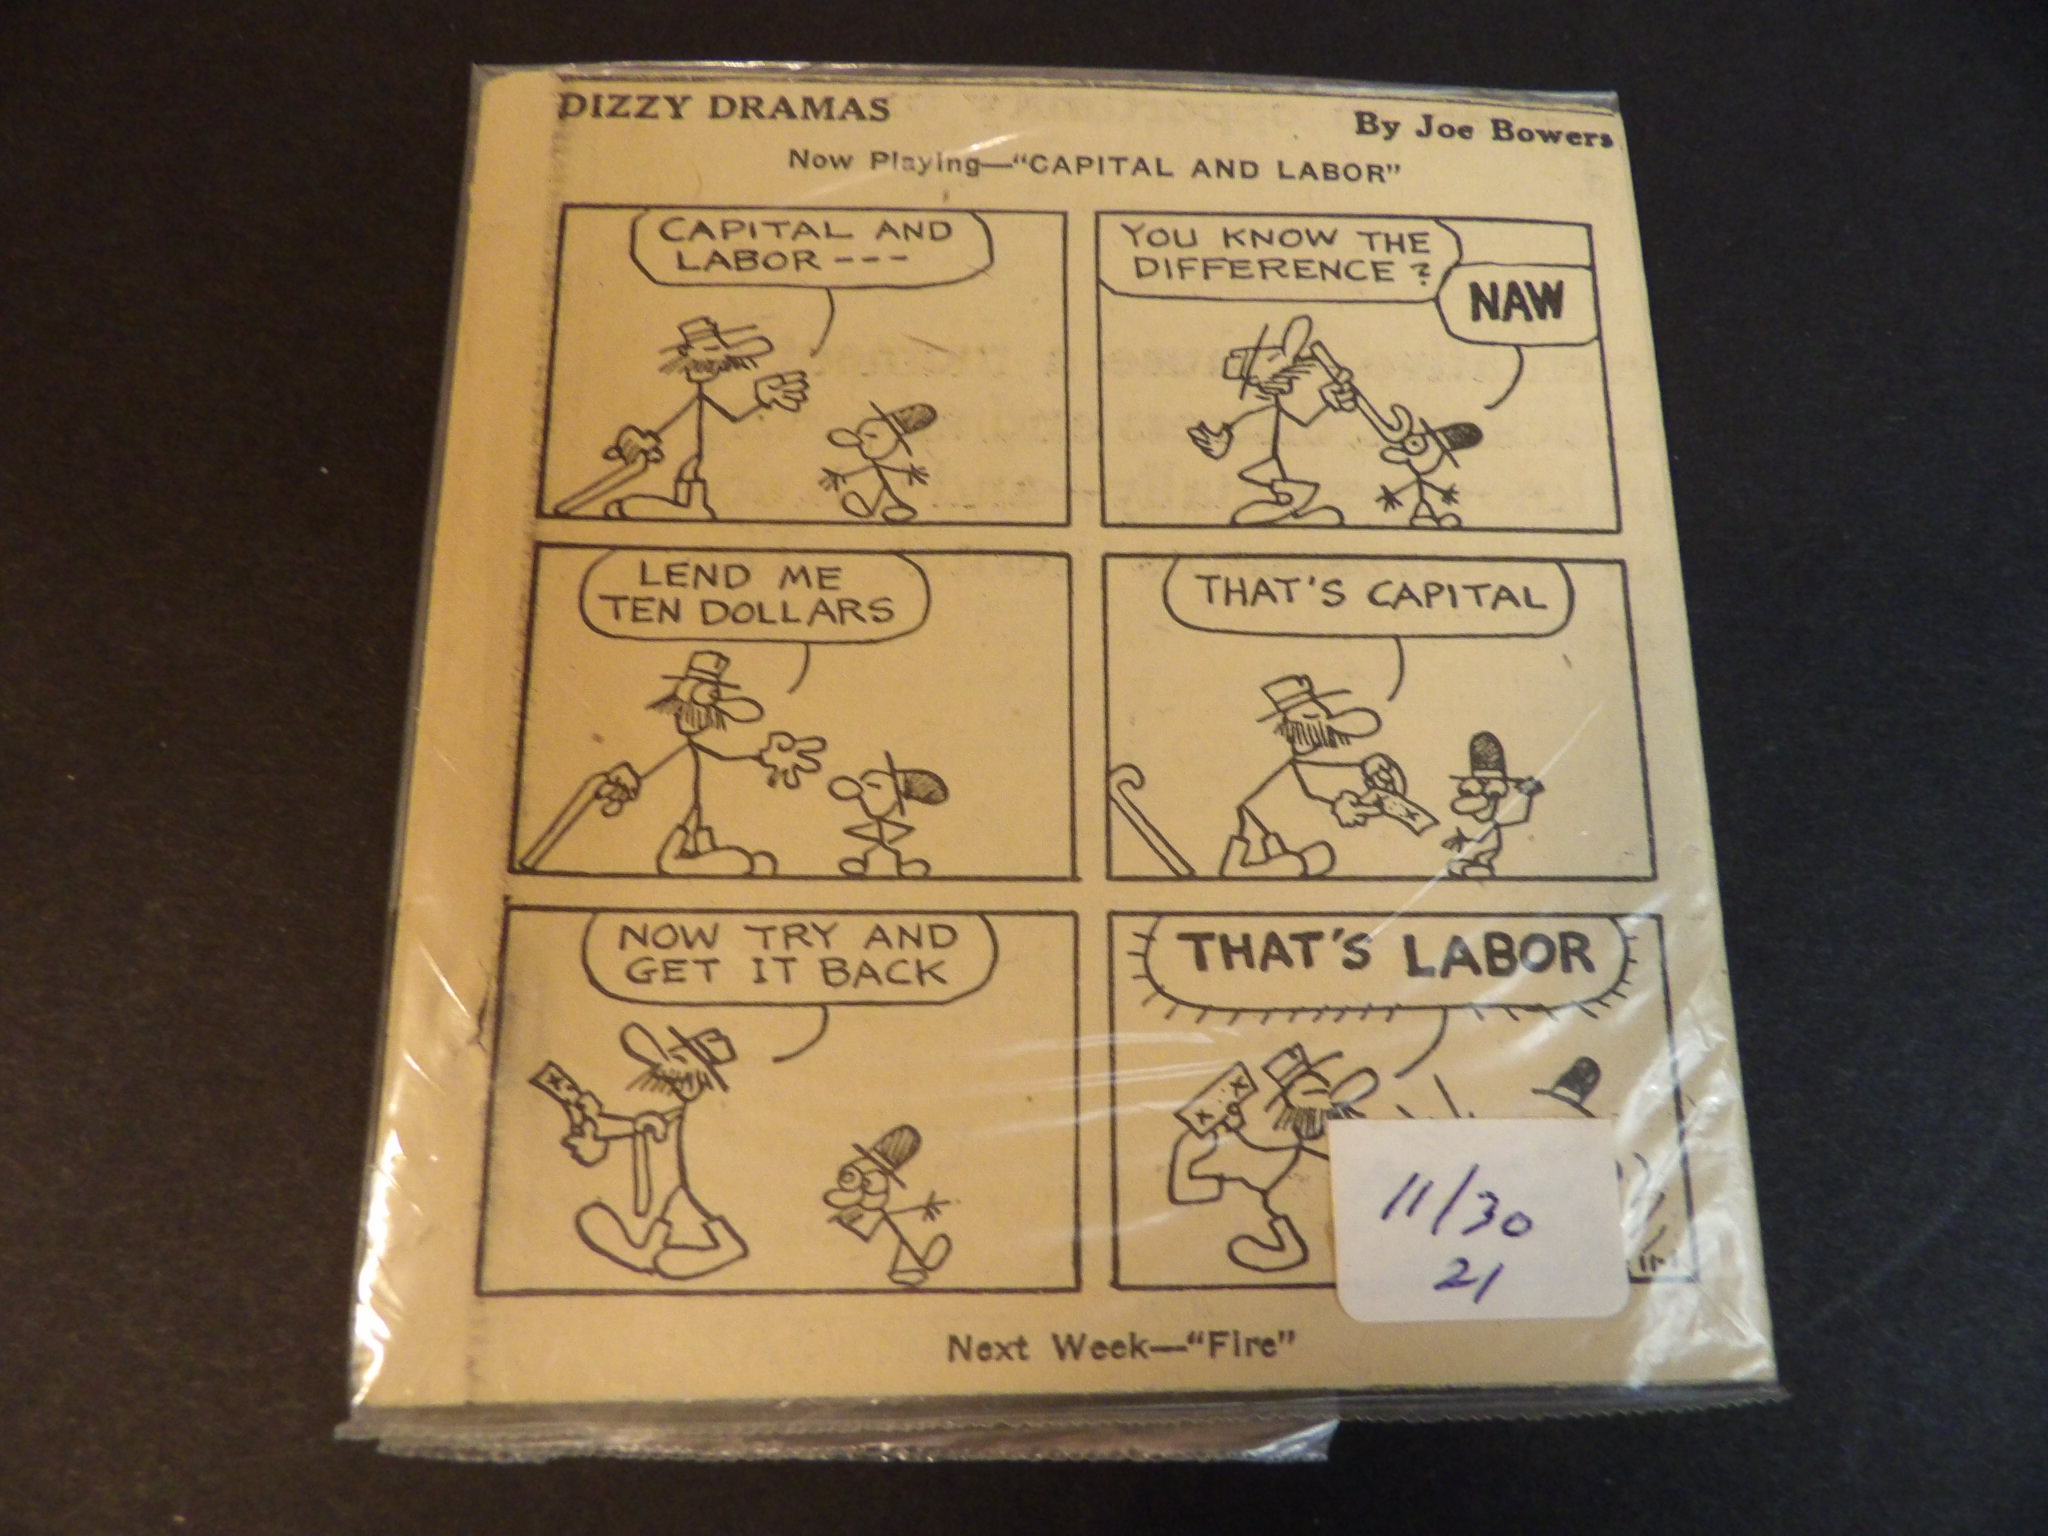 DIZZY DRAMAS
By Joe Bowers
Now Playing—"CAPITAL AND LABOR"
CAPITAL AND
LABOR ---
YOU KNOW THE
DIFFERENCE?
NAW
LEND ME
TEN DOLLARS
THAT'S CAPITAL
NOW TRY AND
GET IT BACK
THAT'S LABOR
11/30
21
Next Week—"Fire"